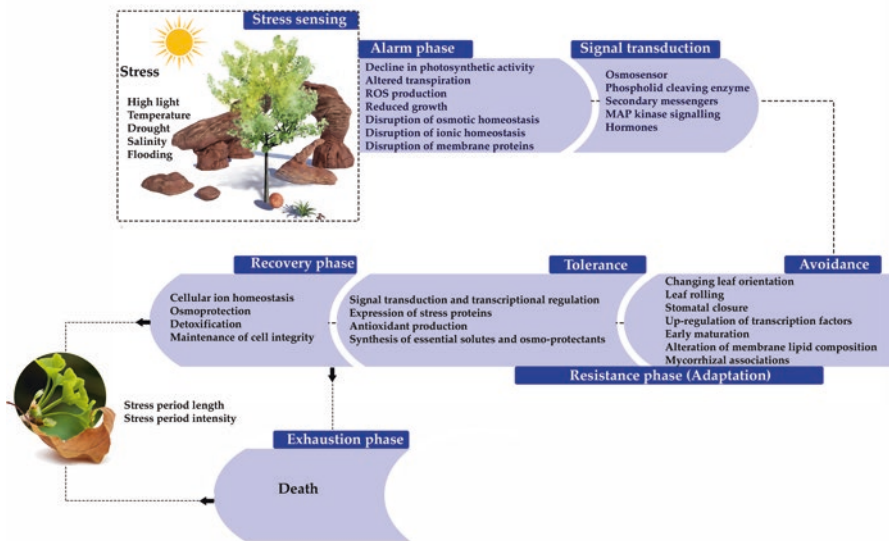 Stress sensing
Stress
High light
Temperature
Drought
Salinity
Flooding
Alarm phase
Decline in photosynthetic activity
Altered transpiration
ROS production
Reduced growth
Disruption of osmotic homestasis
Disruption of ionic homestasis
Disruption of membrane proteins
Signal transduction
Osmosensor
Phospholid cleaving enzyme
Secondary messengers
MAP kinase signalling
Hormones
Avoidance
Changing leaf orientation
Leaf rolling
Stomatal closure
Up-regulation of transcription factors
Early maturation
Alteration of membrane lipid composition
Mycorrhizal associations
Tolerance
Signal transduction and transcriptional regulation
Expression of stress proteins
Antioxidant production
Synthesis of essential solutes and osmo-protectants
Resistance phase (Adaptation)
Recovery phase
Cellular ion homeostasis
Osmoprotection
Detoxification
Maintenance of cell integrity
Stress period length
Stress period intensity
Exhaustion phase
Death